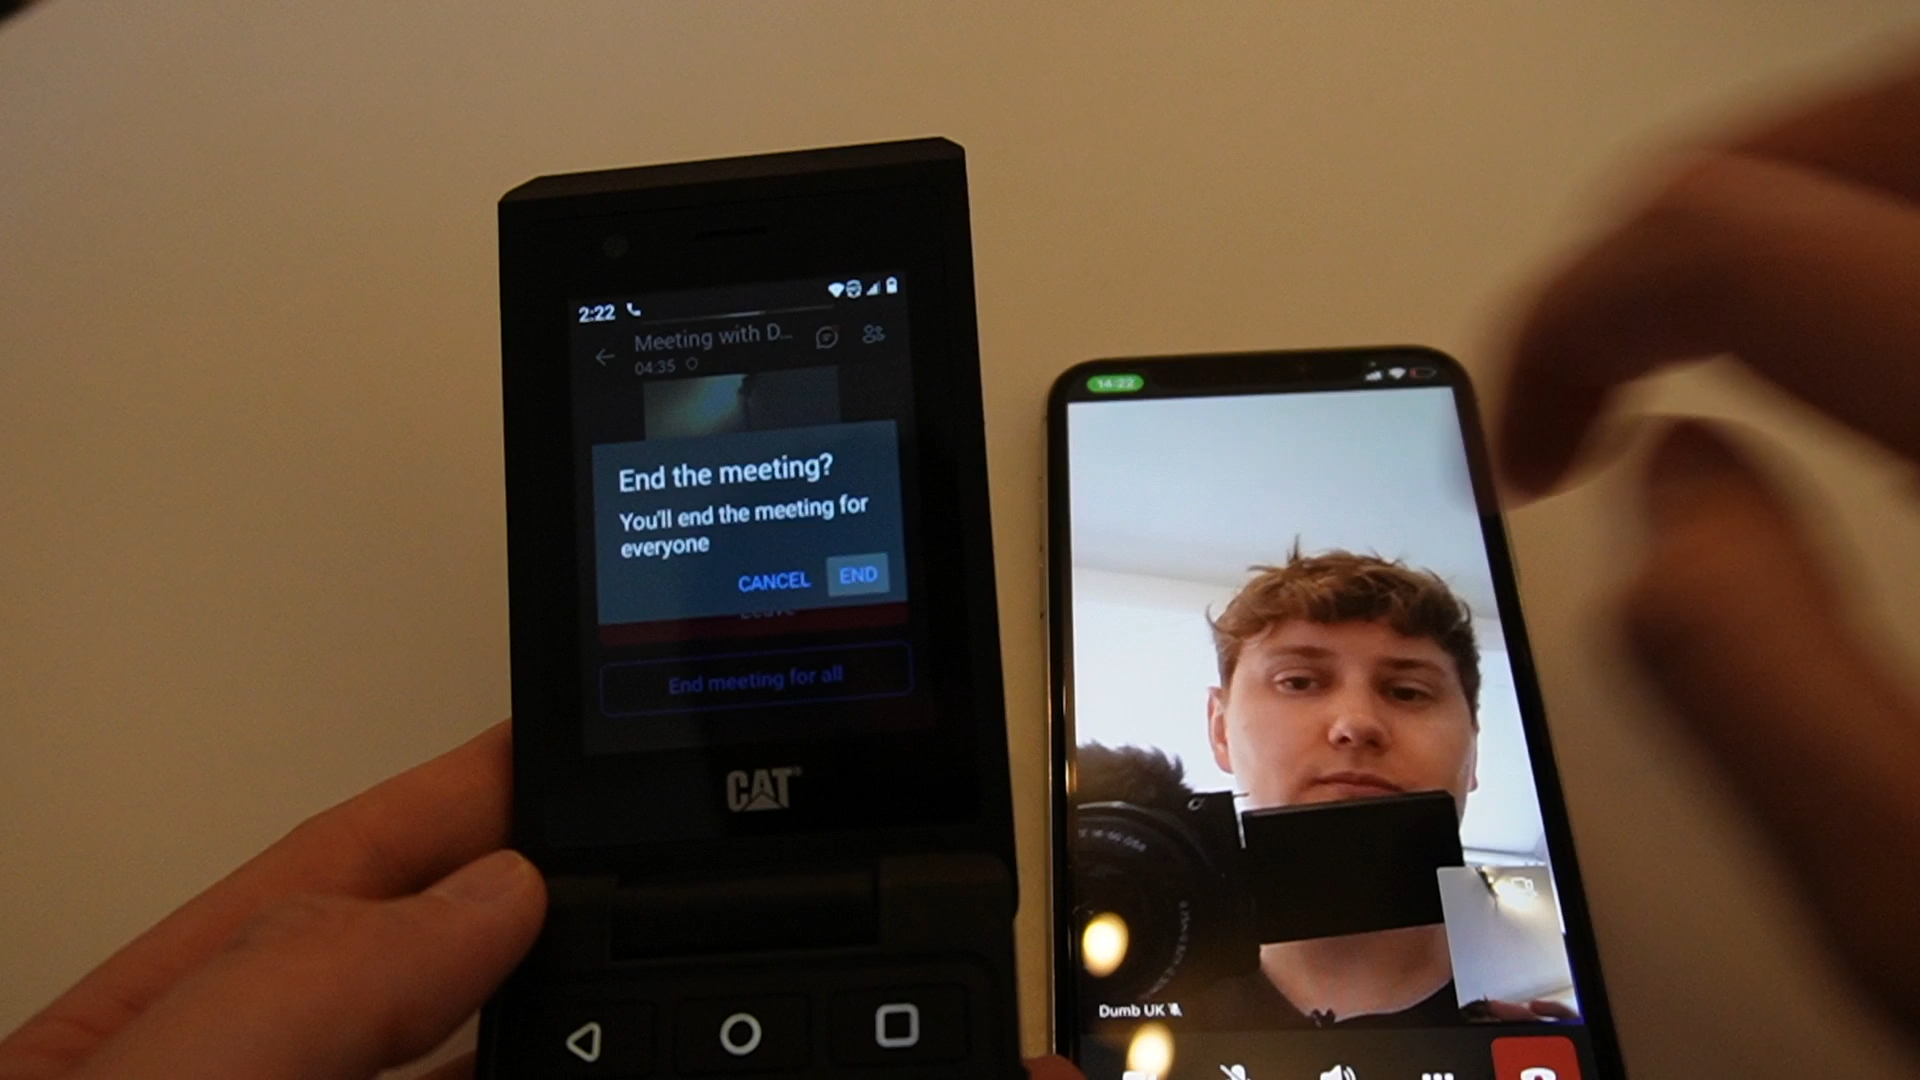 2:22
Meeting with D...
04:35
End the meeting?
You'll end the meeting for
everyone
CANCEL
END
Leave
End meeting for all
CAT
14:22
Dumb UK